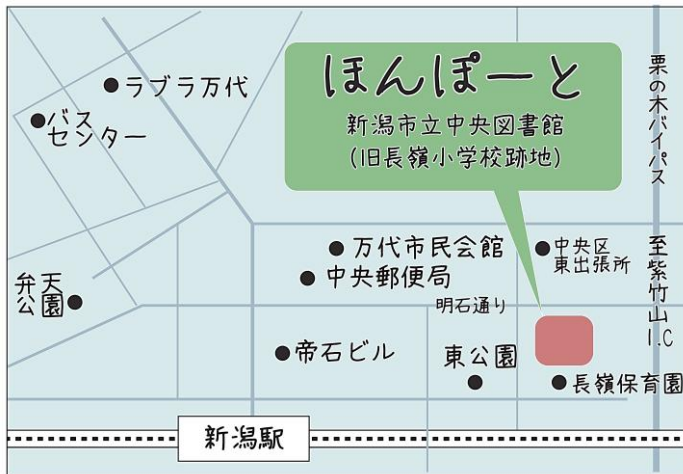 ほんぽーと
新潟市立中央図書館
(旧長嶺小学校跡地)
栗の木バイパス
至紫竹山I.C
ラブラ万代
バス
センター
万代市民会館
中央郵便局
中央区
東出張所
弁天
公園
明石通り
帝石ビル
東公園
長嶺保育園
新潟駅